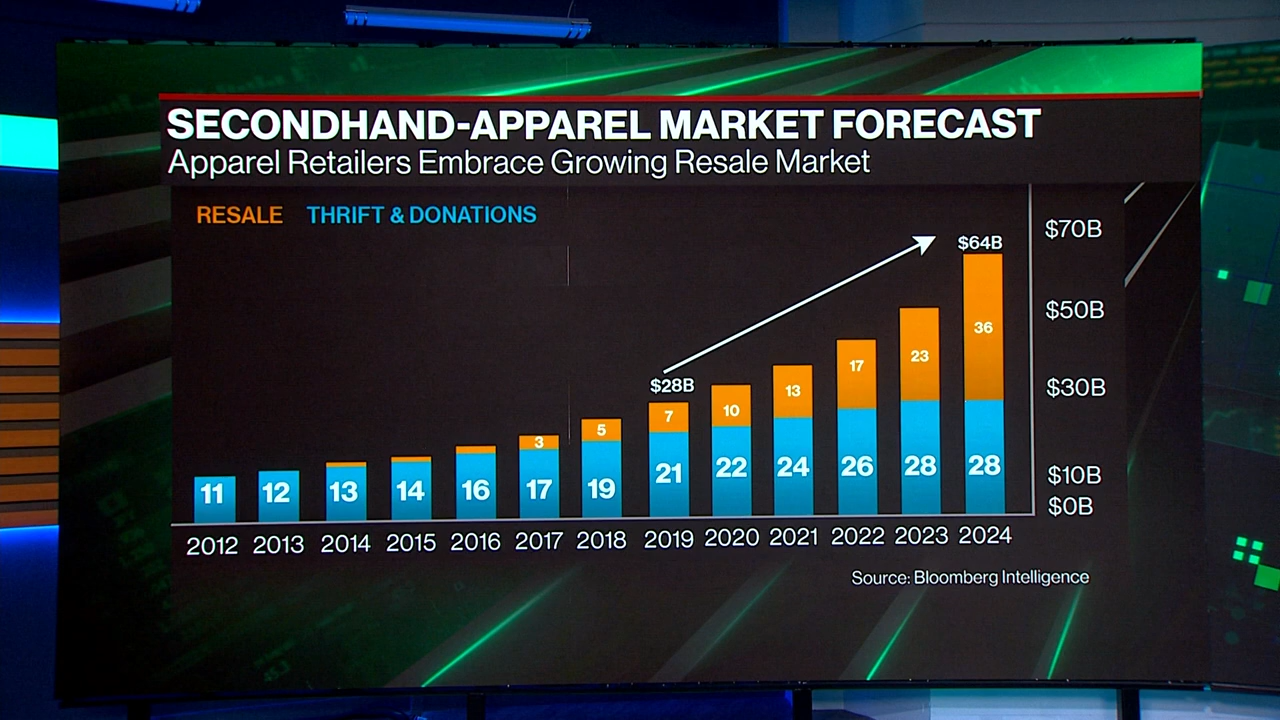 SECONDHAND-APPAREL MARKET FORECAST
Apparel Retailers Embrace Growing Resale Market
RESALE THRIFT & DONATIONS
$70B
$64B
$50B
36
$28B
$30B
17
23
13
10
7
5
3
11 12 13 14 16 17 19 21 22 24 26 28 28
$10B
$0B
2012 2013 2014 2015 2016 2017 2018 2019 2020 2021 2022 2023 2024
Source: Bloomberg Intelligence